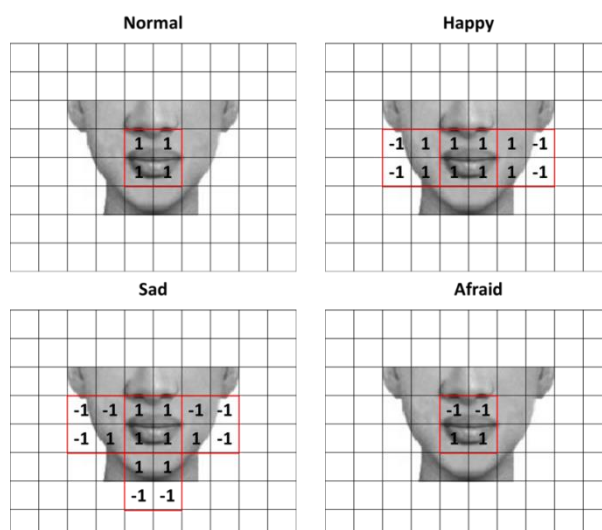 Normal Happy
1 1 -1 1 1 1 1 -1
1 1 -1 1 1 1 1 -1
Sad Afraid
-1 -1 1 1 -1 -1 -1 -1
-1 1 1 1 1 -1 1 1
1 1
-1 -1